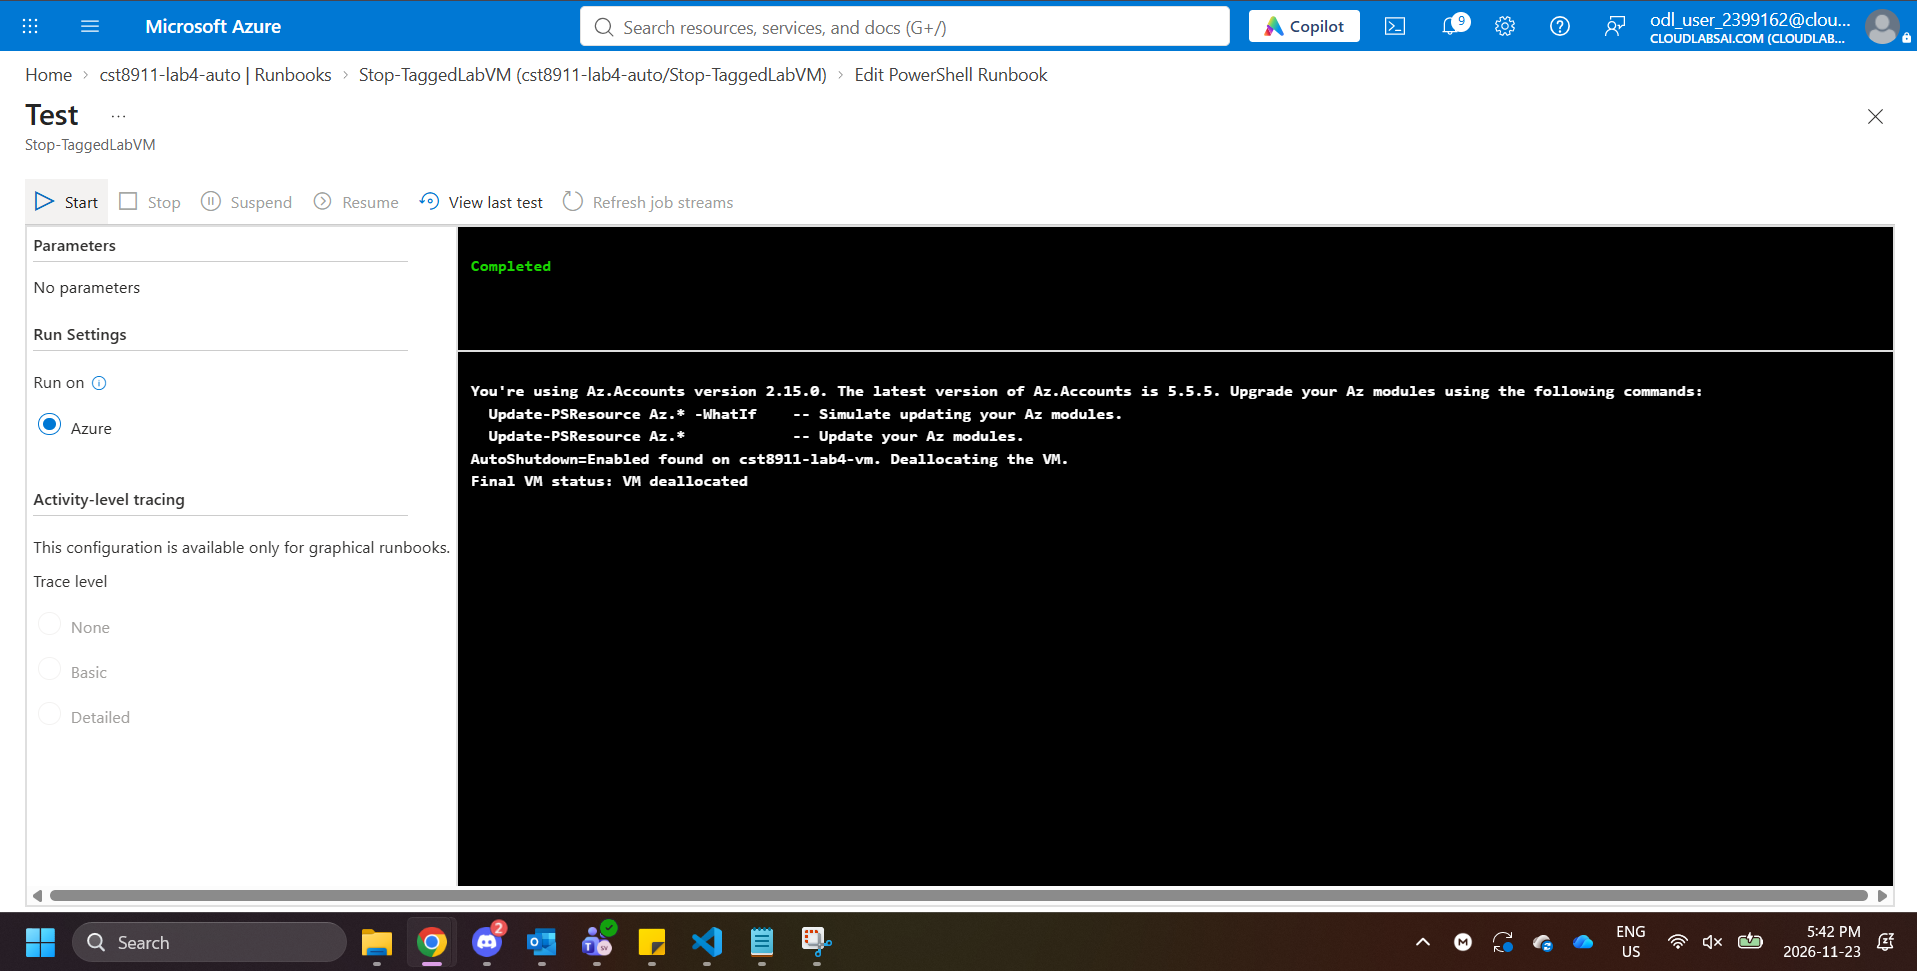 Microsoft Azure
Search resources, services, and docs (G+/)
Copilot
9
odl_user_2399162@clou...
CLOUDLABSAI.COM (CLOUDLAB...
Home > cst8911-lab4-auto | Runbooks > Stop-TaggedLabVM (cst8911-lab4-auto/Stop-TaggedLabVM) > Edit PowerShell Runbook
Test ...
Stop-TaggedLabVM
Start Stop Suspend Resume View last test Refresh job streams
Parameters
No parameters
Run Settings
Run on
Azure
Activity-level tracing
This configuration is available only for graphical runbooks.
Trace level
None
Basic
Detailed
Completed
You're using Az.Accounts version 2.15.0. The latest version of Az.Accounts is 5.5.5. Upgrade your Az modules using the following commands:
Update-PSResource Az.* -WhatIf -- Simulate updating your Az modules.
Update-PSResource Az.* -- Update your Az modules.
AutoShutdown=Enabled found on cst8911-lab4-vm. Deallocating the VM.
Final VM status: VM deallocated
Search
2
ENG
US
5:42 PM
2026-11-23